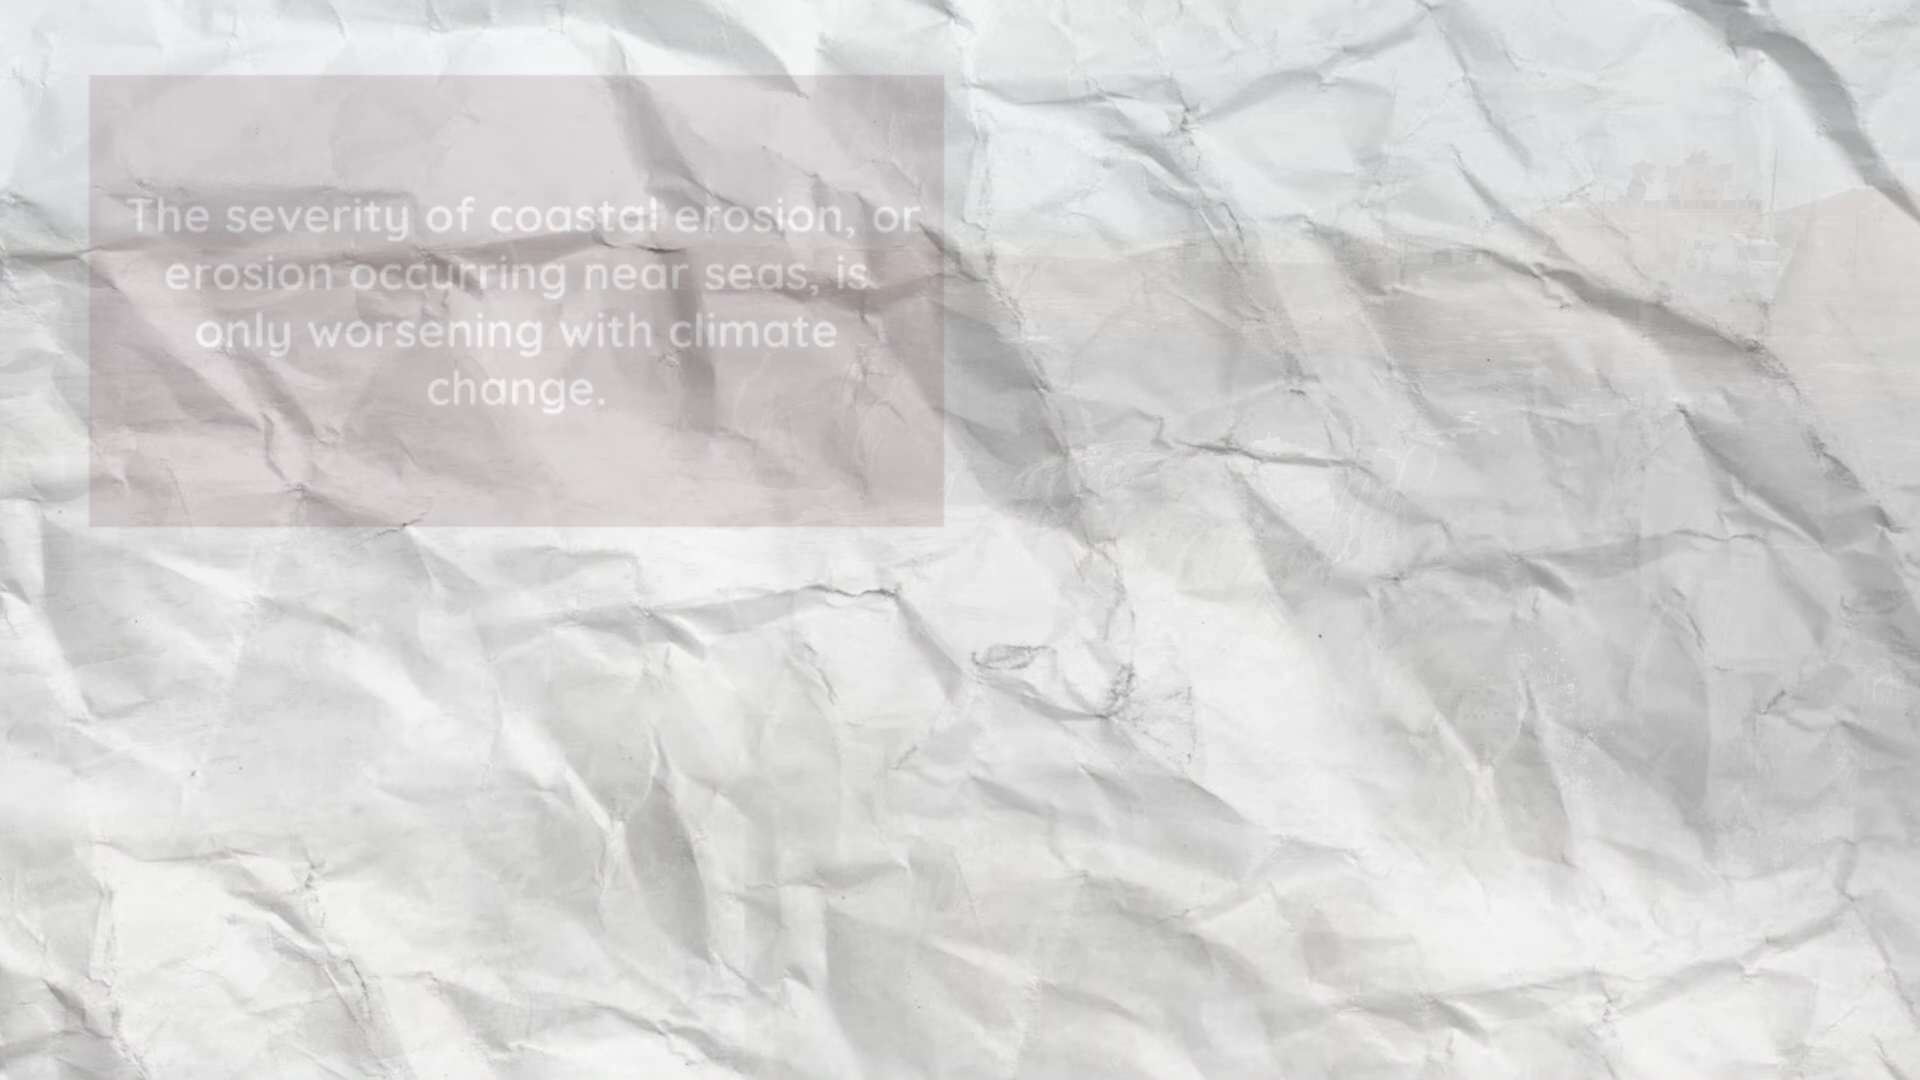 The severity of coastal erosion, or
erosion occurring near seas, is
only worsening with climate
change.